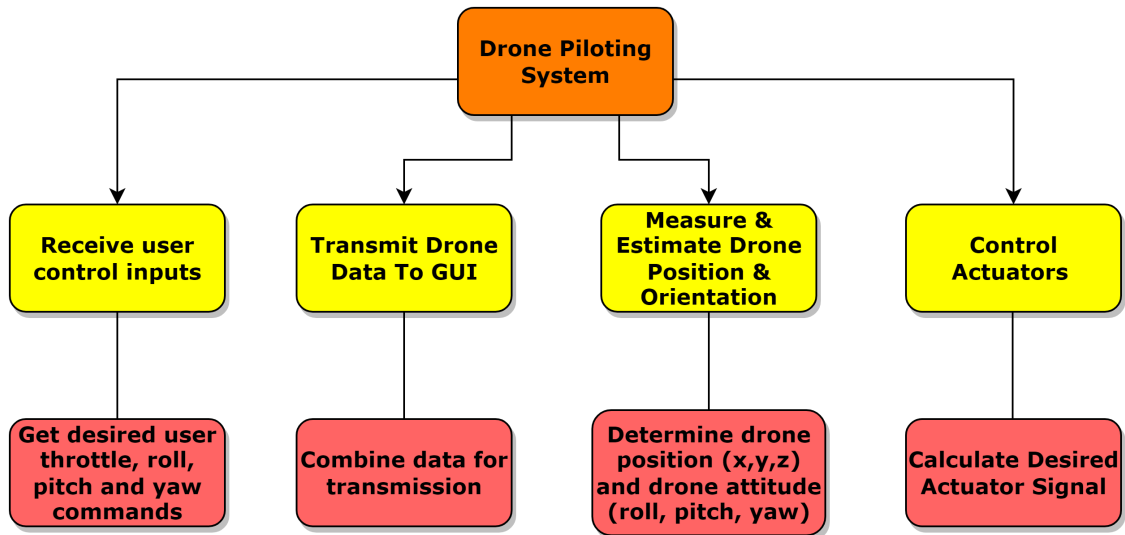 Drone Piloting
System
Receive user
control inputs
Transmit Drone
Data To GUI
Measure &
Estimate Drone
Position &
Orientation
Control
Actuators
Get desired user
throttle, roll,
pitch and yaw
commands
Combine data for
transmission
Determine drone
position (x,y,z)
and drone attitude
(roll, pitch, yaw)
Calculate Desired
Actuator Signal